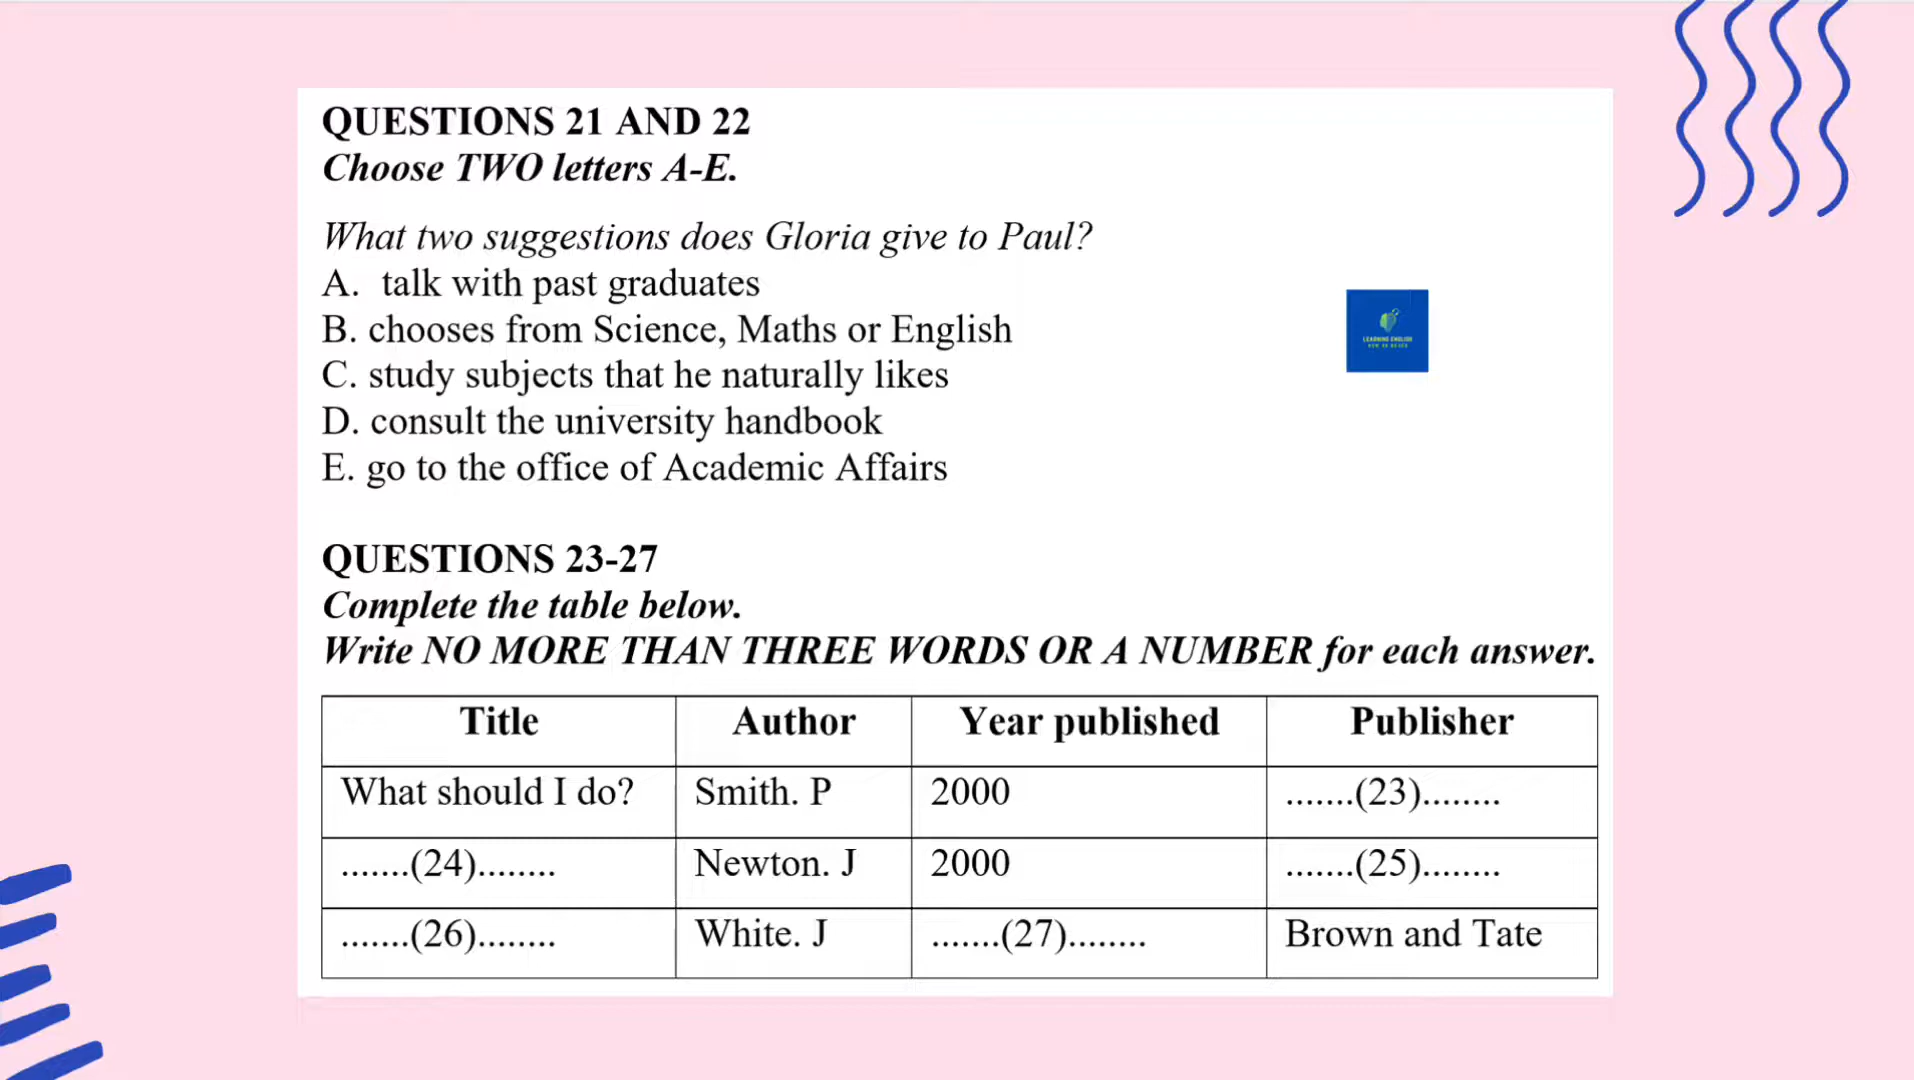 QUESTIONS 21 AND 22
Choose TWO letters A-E.
What two suggestions does Gloria give to Paul?
A. talk with past graduates
B. chooses from Science, Maths or English
C. study subjects that he naturally likes
D. consult the university handbook
E. go to the office of Academic Affairs
LEARNING ENGLISH
QUESTIONS 23-27
Complete the table below.
Write NO MORE THAN THREE WORDS OR A NUMBER for each answer.
Title Author Year published Publisher
What should I do? Smith. P 2000 .......(23)........
.......(24)........ Newton. J 2000 .......(25)........
.......(26)........ White. J .......(27)........ Brown and Tate